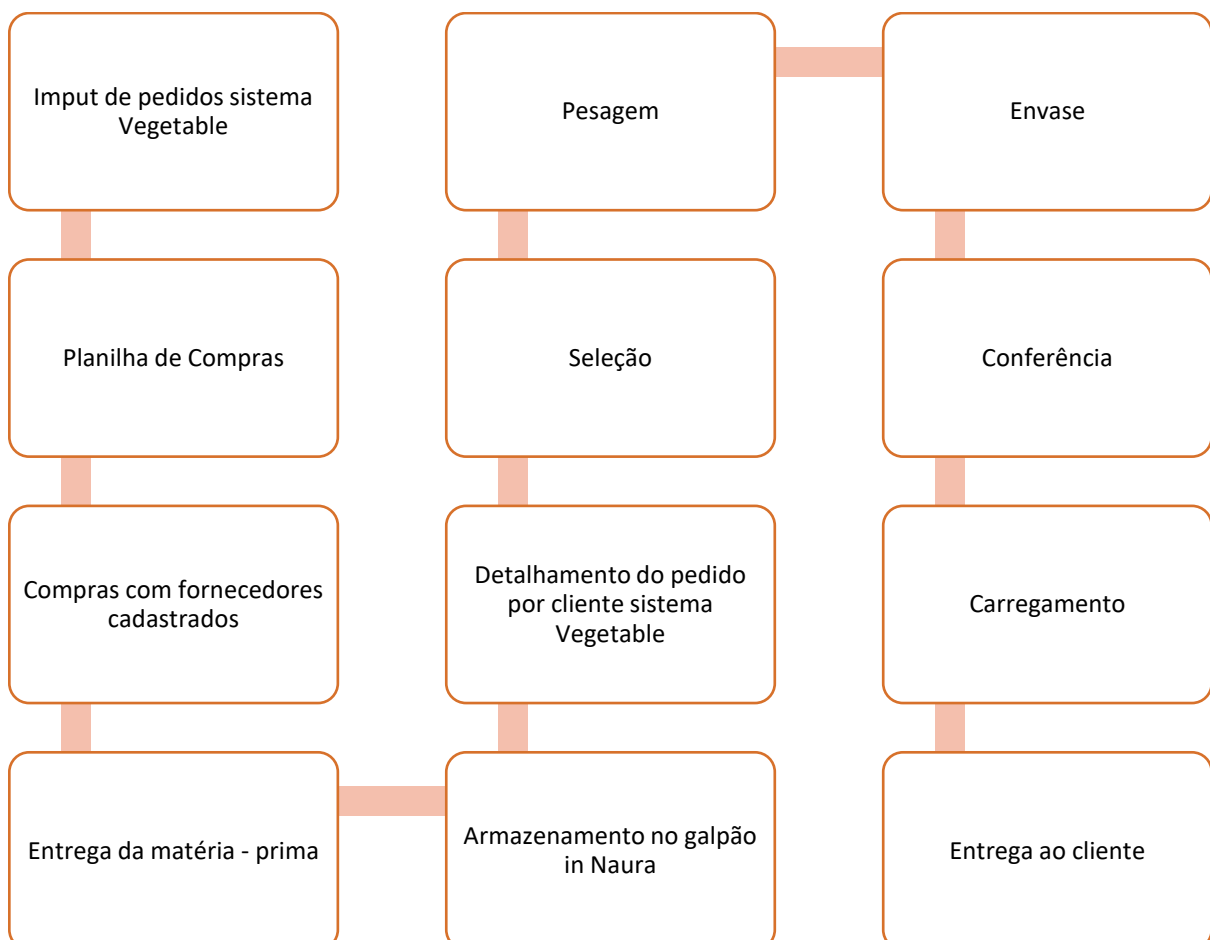 Imput de pedidos sistema
Vegetable
Planilha de Compras
Compras com fornecedores
cadastrados
Entrega da matéria - prima
Armazenamento no galpão
in Naura
Detalhamento do pedido
por cliente sistema
Vegetable
Seleção
Pesagem
Envase
Conferência
Carregamento
Entrega ao cliente